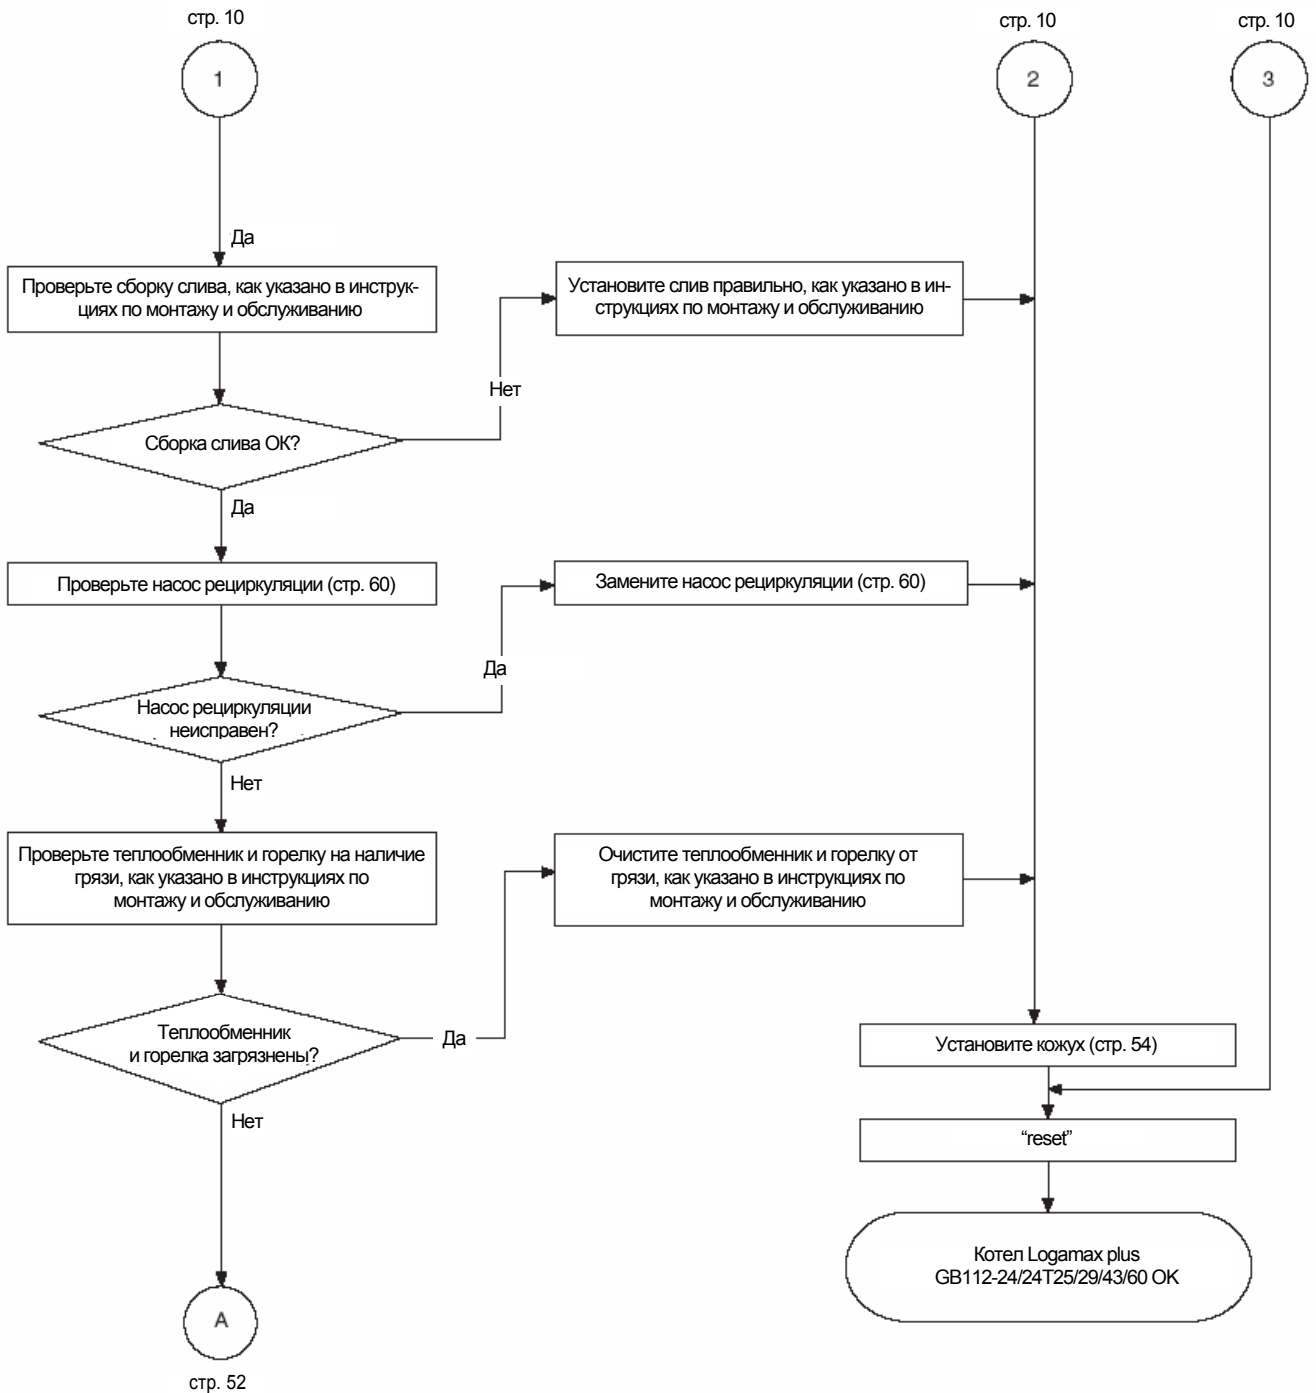 стр. 10
стр. 10
стр. 10
1
2
3
Да
Проверьте сборку слива, как указано в инструк-
циях по монтажу и обслуживанию
Установите слив правильно, как указано в ин-
струкциях по монтажу и обслуживанию
Нет
Сборка слива ОК?
Да
Проверьте насос рециркуляции (стр. 60)
Замените насос рециркуляции (стр. 60)
Да
Насос рециркуляции
неисправен?
Нет
Проверьте теплообменник и горелку на наличие
грязи, как указано в инструкциях по
монтажу и обслуживанию
Очистите теплообменник и горелку от
грязи, как указано в инструкциях по
монтажу и обслуживанию
Теплообменник
и горелка загрязнены?
Да
Установите кожух (стр. 54)
Нет
“reset”
Котел Logamax plus
GB112-24/24T25/29/43/60 OK
A
стр. 52